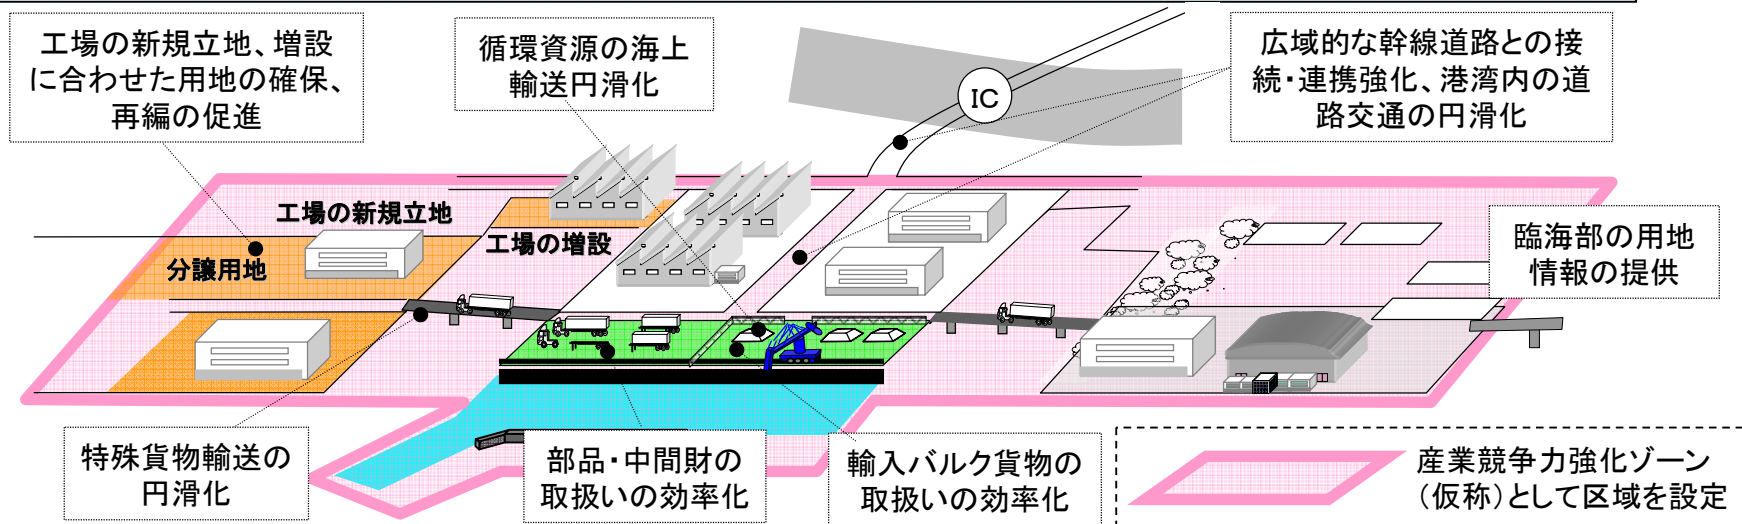 工場の新規立地、増設
に合わせた用地の確保、
再編の促進
循環資源の海上
輸送円滑化
広域的な幹線道路との接
続・連携強化、港湾内の道
路交通の円滑化
IC
工場の新規立地
工場の増設
分譲用地
臨海部の用地
情報の提供
特殊貨物輸送の
円滑化
部品・中間財の
取扱いの効率化
輸入バルク貨物の
取扱いの効率化
産業競争力強化ゾーン
(仮称)として区域を設定